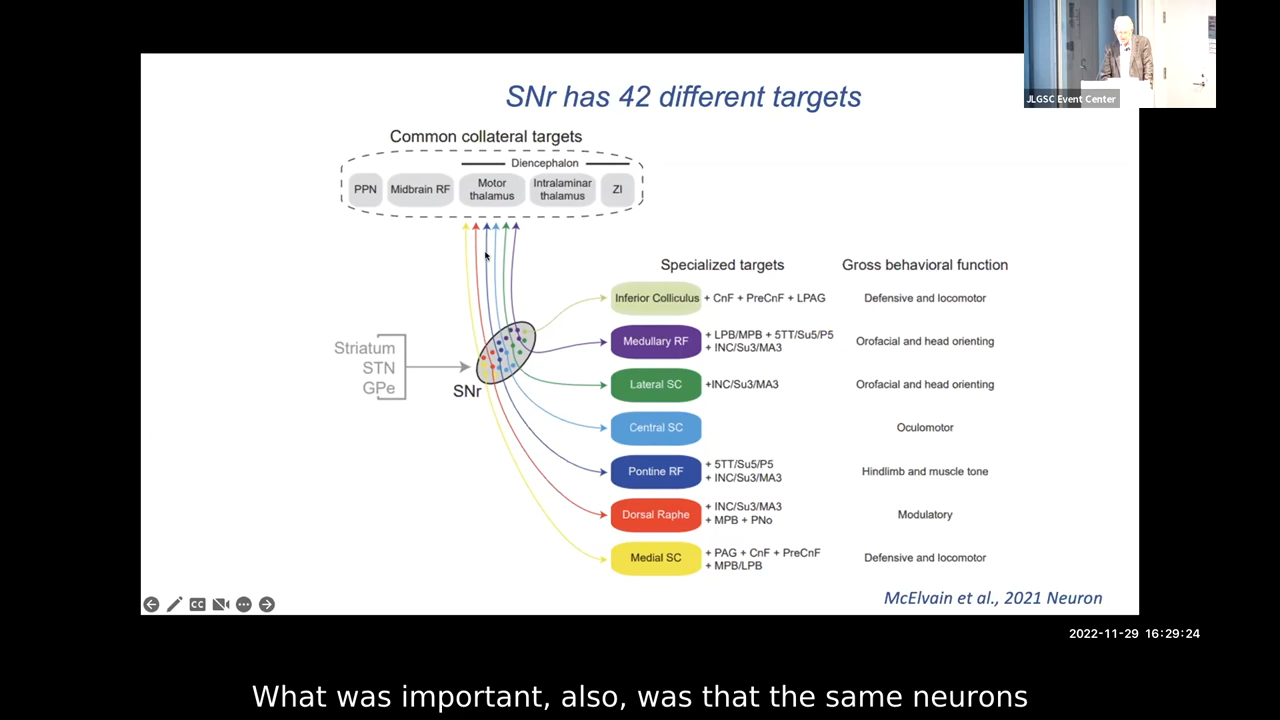 JLGSC Event Center
SNr has 42 different targets
Common collateral targets
Diencephalon
PPN
Midbrain RF
Motor
thalamus
Intralaminar
thalamus
ZI
Specialized targets
Gross behavioral function
Inferior Colliculus + CnF + PreCnF + LPAG
Defensive and locomotor
Medullary RF
+ LPB/MPB + 5TT/Su5/P5
+ INC/Su3/MA3
Orofacial and head orienting
Striatum
STN
GPe
SNr
Lateral SC
+INC/Su3/MA3
Orofacial and head orienting
Central SC
Oculomotor
Pontine RF
+ 5TT/Su5/P5
+ INC/Su3/MA3
Hindlimb and muscle tone
Dorsal Raphe
+ INC/Su3/MA3
+ MPB + PNo
Modulatory
Medial SC
+ PAG + CnF + PreCnF
+ MPB/LPB
Defensive and locomotor
McElvain et al., 2021 Neuron
CC
2022-11-29 16:29:24
What was important, also, was that the same neurons